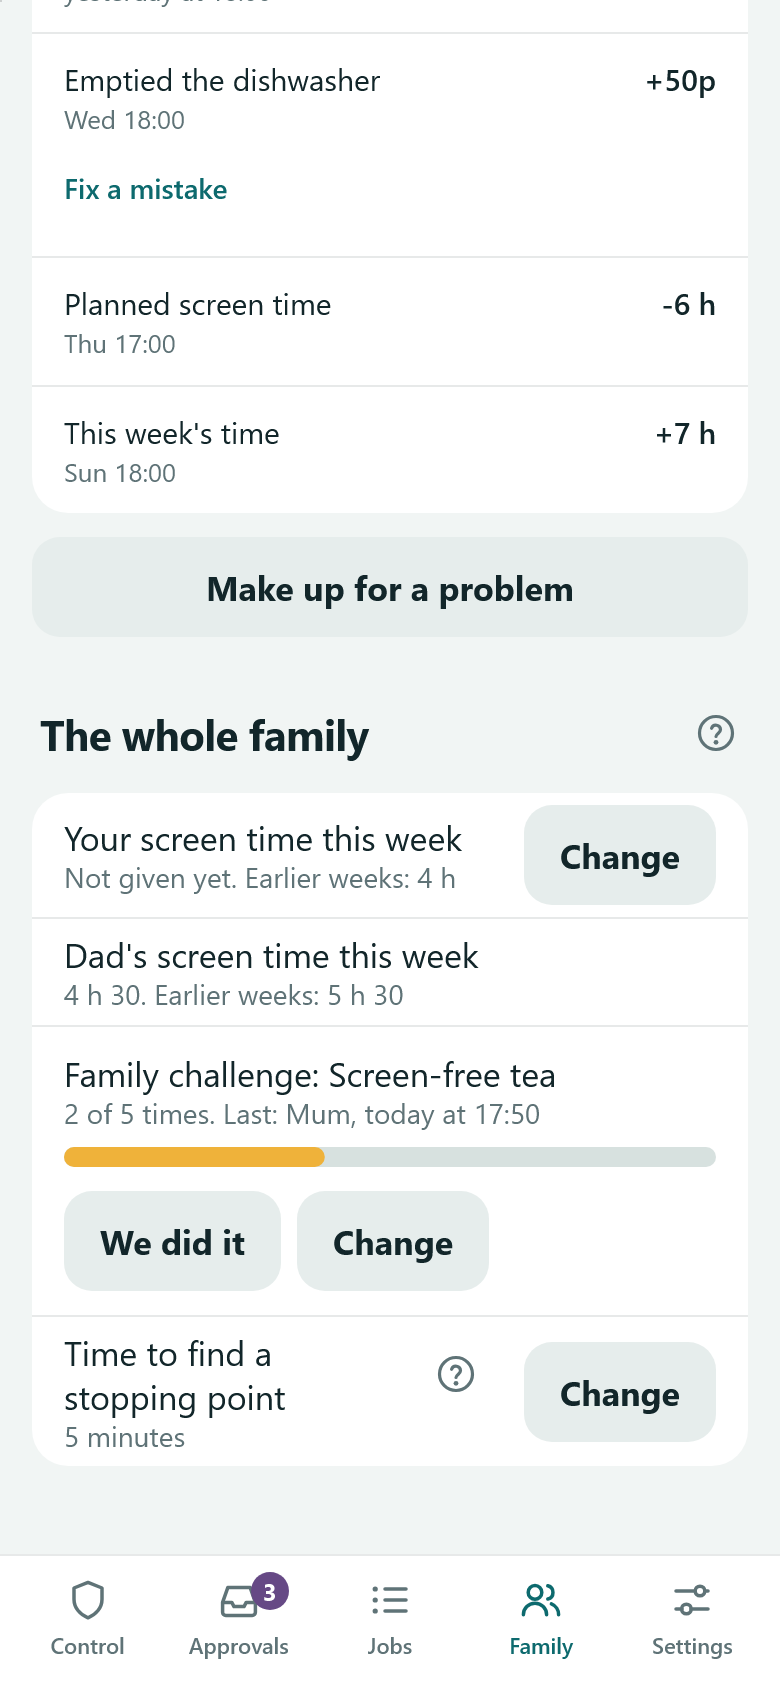 Emptied the dishwasher +50p
Wed 18:00
Fix a mistake
Planned screen time -6 h
Thu 17:00
This week's time +7 h
Sun 18:00
Make up for a problem
The whole family ?
Your screen time this week
Not given yet. Earlier weeks: 4 h
Change
Dad's screen time this week
4 h 30. Earlier weeks: 5 h 30
Family challenge: Screen-free tea
2 of 5 times. Last: Mum, today at 17:50
We did it Change
Time to find a
stopping point
5 minutes
? Change
3
Control Approvals Jobs Family Settings